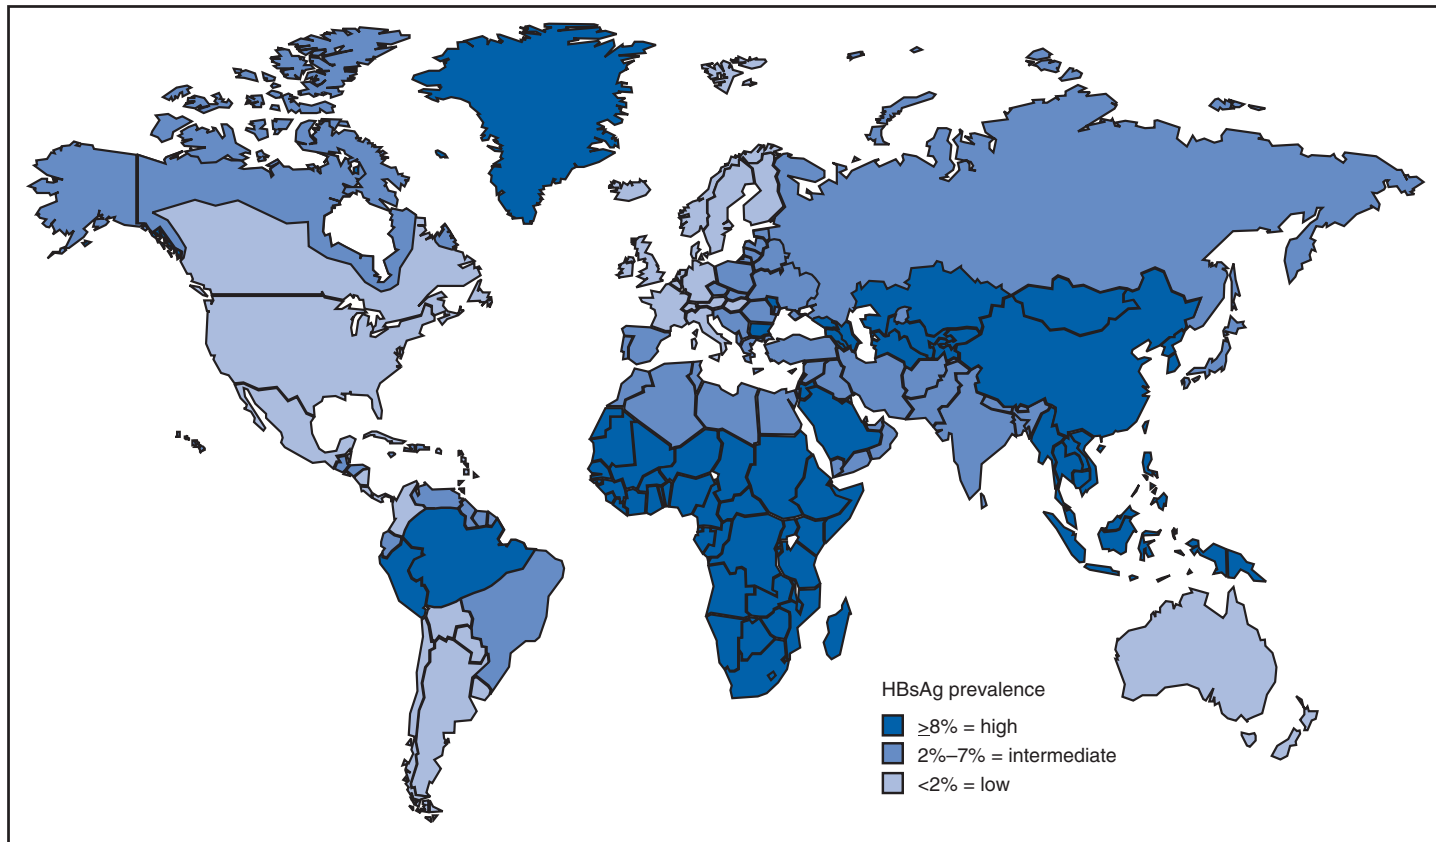 HBsAg prevalence
≥8% = high
2%–7% = intermediate
<2% = low